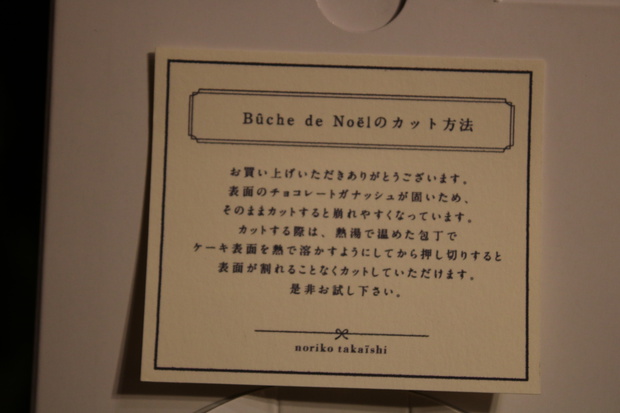 Bûche de Noëlのカット方法
お買い上げいただきありがとうございます。
表面のチョコレートガナッシュが固いため、
そのままカットすると崩れやすくなっています。
カットする際は、熱湯で温めた包丁で
ケーキ表面を熱で溶かすようにしてから押し切りすると
表面が割れることなくカットしていただけます。
是非お試し下さい。
noriko takaïshi